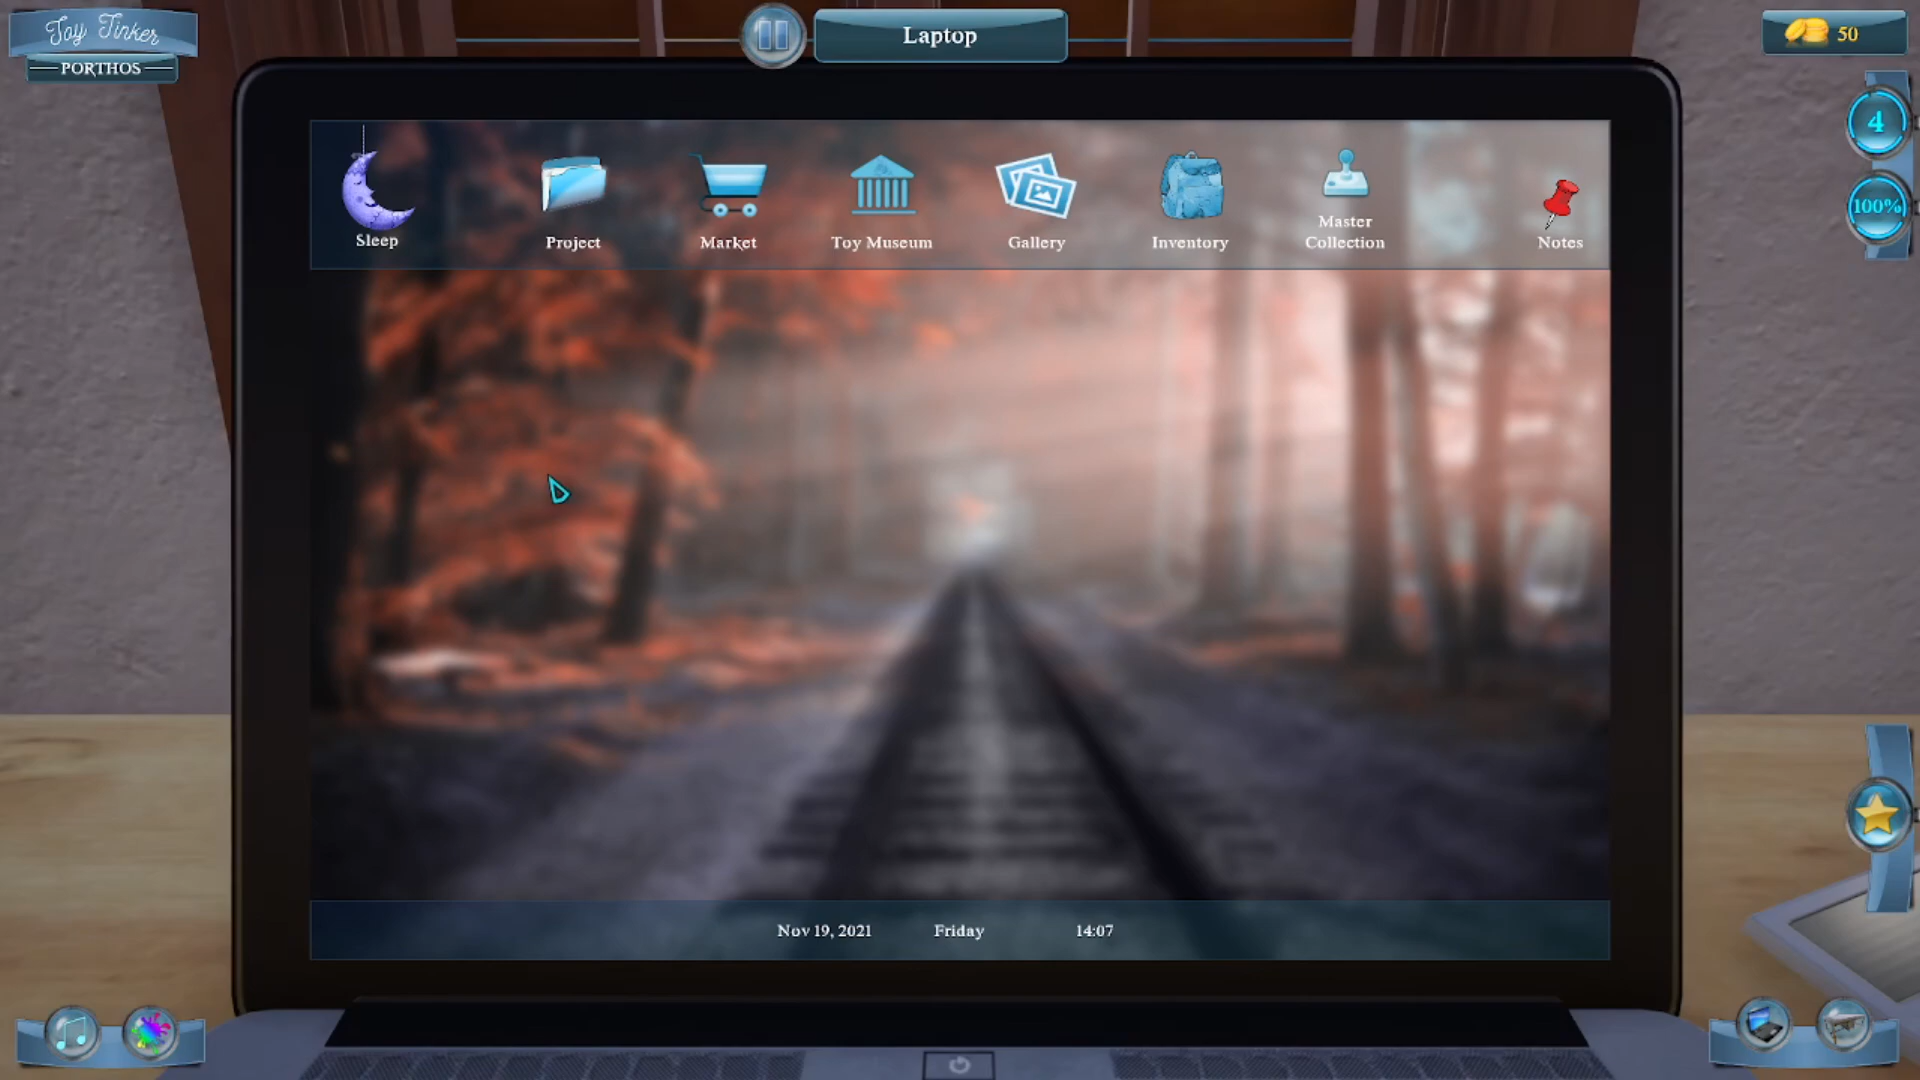 Toy Tinker
PORTHOS
Laptop
50
4
100%
Sleep
Project
Market
Toy Museum
Gallery
Inventory
Master
Collection
Notes
Nov 19, 2021 Friday 14:07